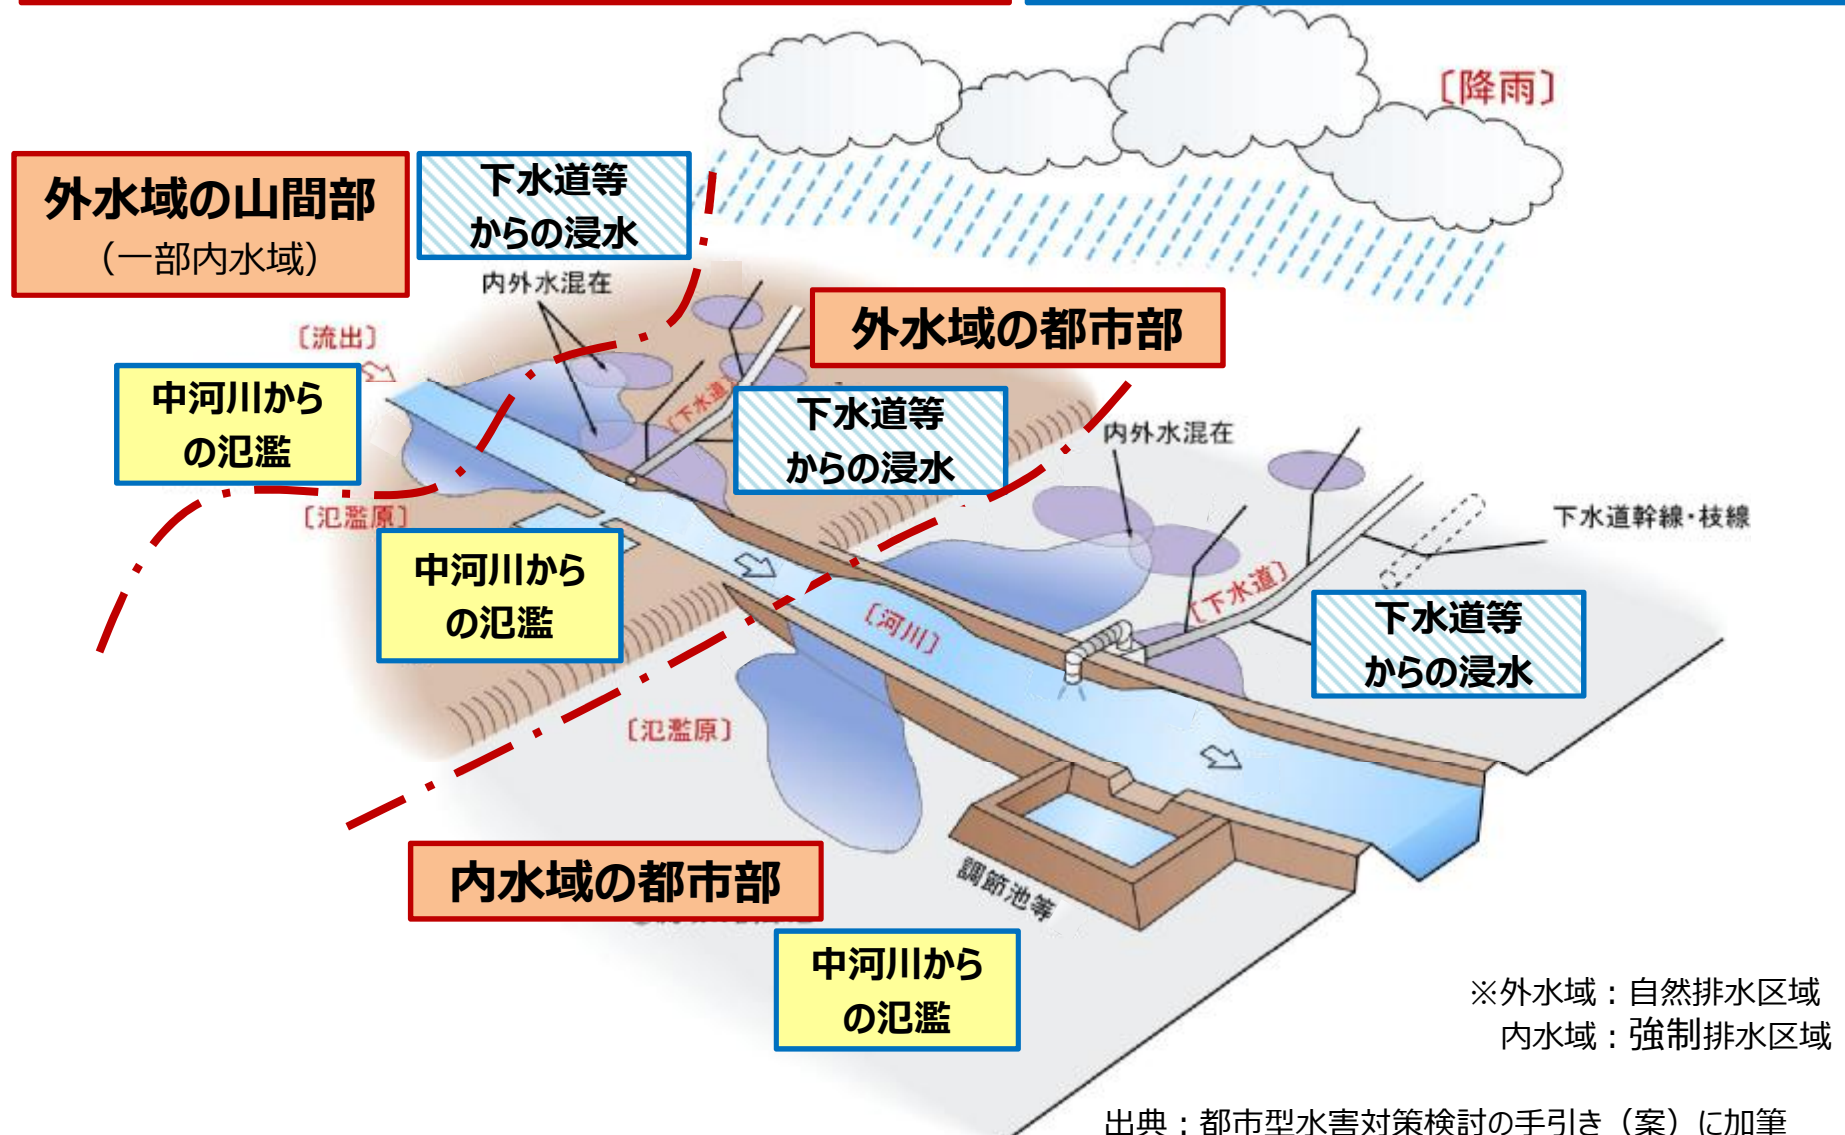 〔降雨〕
外水域の山間部
（一部内水域）
下水道等
からの浸水
内外水混在
〔流出〕
外水域の都市部
中河川から
の氾濫
〔下水道〕
下水道等
からの浸水
内外水混在
〔氾濫原〕
下水道幹線・枝線
中河川から
の氾濫
〔河川〕
〔下水道〕
下水道等
からの浸水
〔氾濫原〕
内水域の都市部
調節池等
中河川から
の氾濫
※外水域：自然排水区域
内水域：強制排水区域
出典：都市型水害対策検討の手引き（案）に加筆